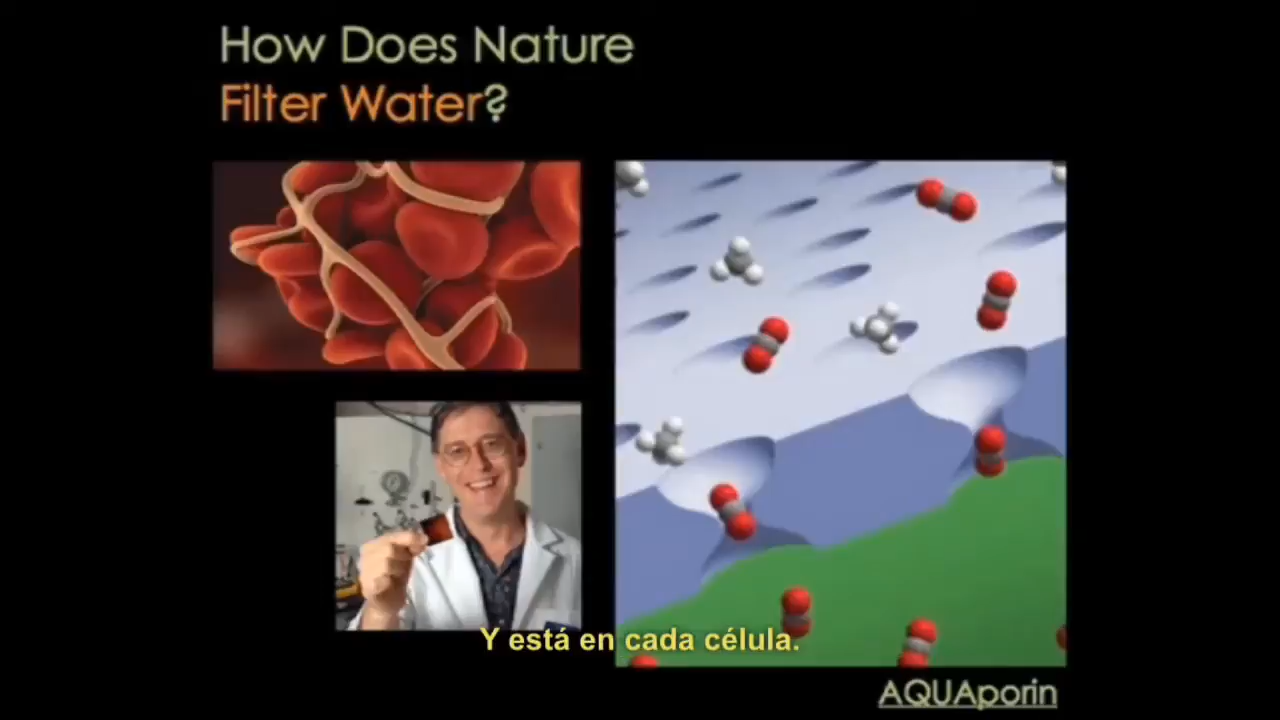 How Does Nature
Filter Water?
Y está en cada célula.
AQUAporin